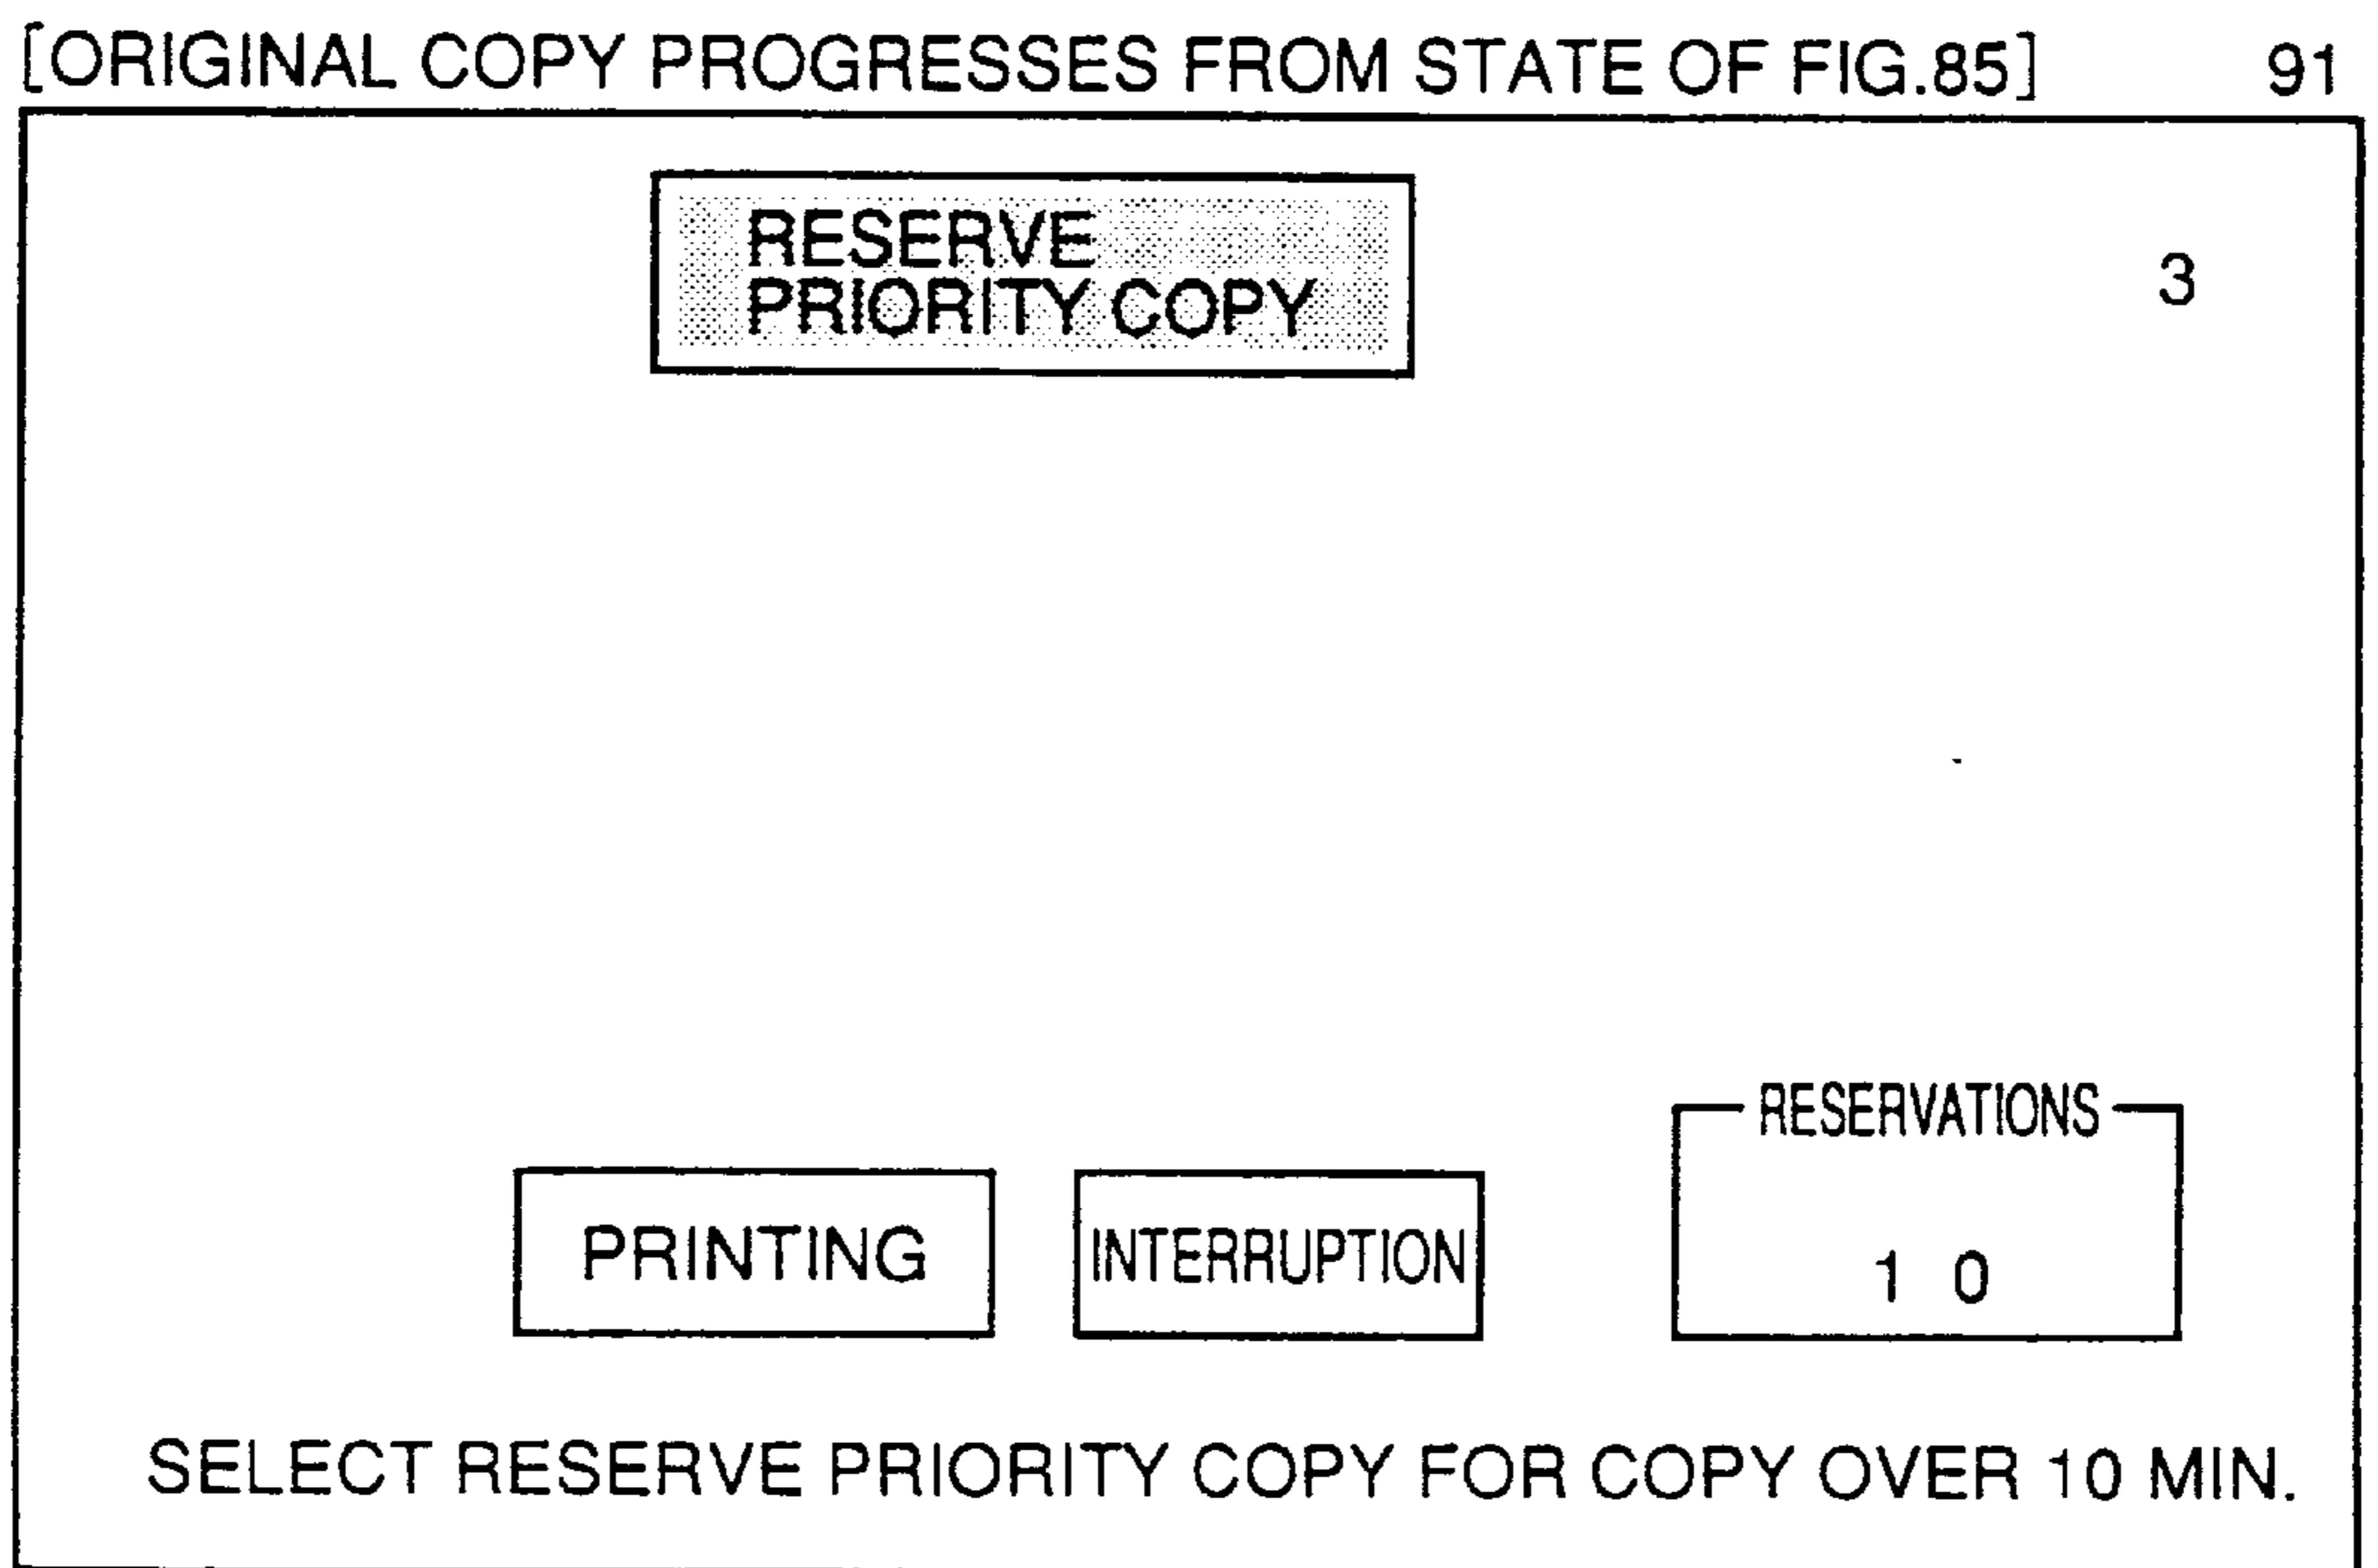 [ORIGINAL COPY PROGRESSES FROM STATE OF FIG.85] 91
RESERVE
PRIORITY COPY
3
RESERVATIONS
PRINTING
INTERRUPTION
1 0
SELECT RESERVE PRIORITY COPY FOR COPY OVER 10 MIN.